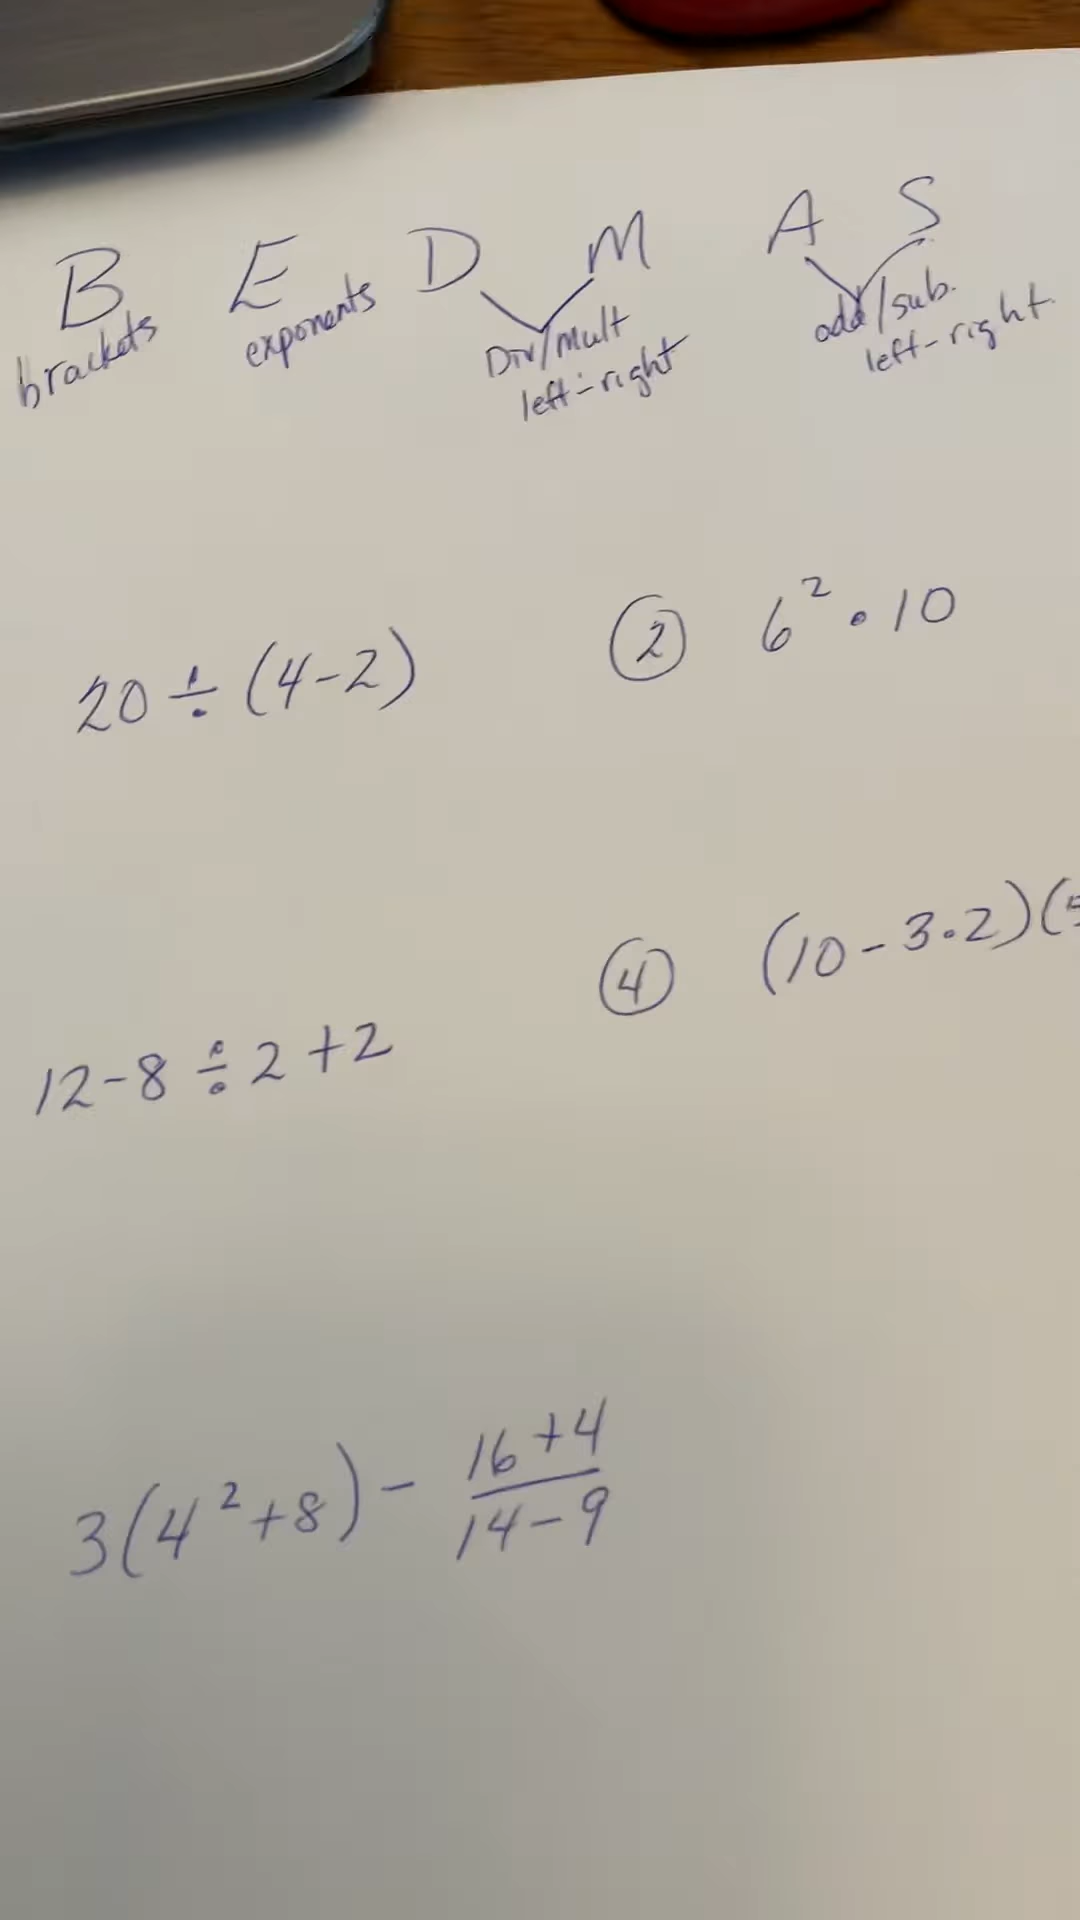 B E D M A S
brackets exponents Div/mult left-right add/sub. left-right
20 ÷ (4-2)
② 6² • 10
12-8 ÷ 2 +2
④ (10 - 3•2)(
3(4²+8) - 16+4
14-9